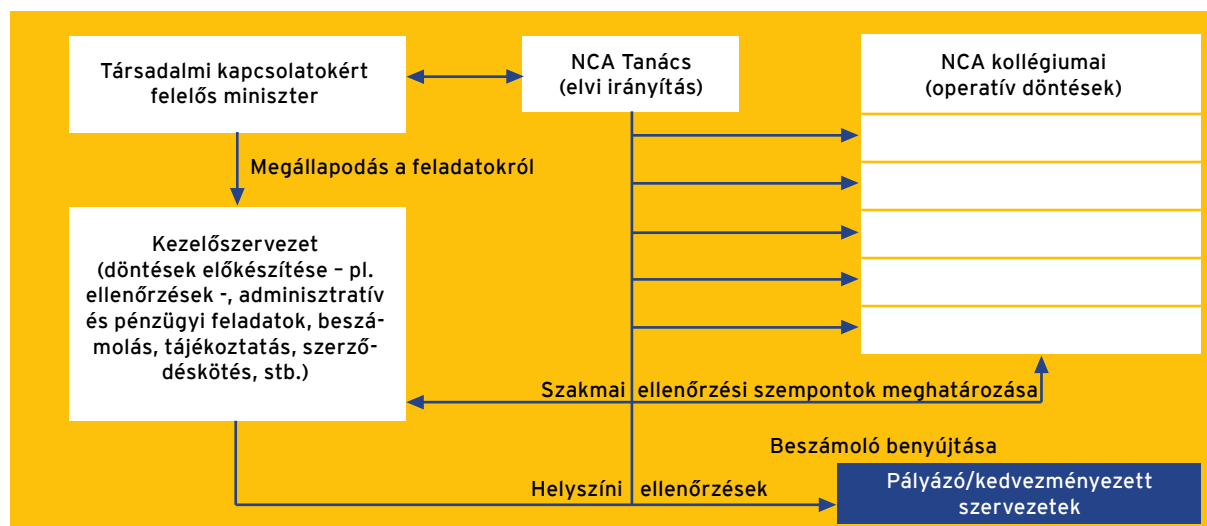 Társadalmi kapcsolatokért
felelős miniszter
NCA Tanács
(elvi irányítás)
NCA kollégiumai
(operatív döntések)
Megállapodás a feladatokról
Kezelőszervezet
(döntések előkészítése – pl.
ellenőrzések -, adminisztratív
és pénzügyi feladatok, beszá-
molás, tájékoztatás, szerző-
déskötés, stb.)
Szakmai ellenőrzési szempontok meghatározása
Beszámoló benyújtása
Helyszíni ellenőrzések
Pályázó/kedvezményezett
szervezetek